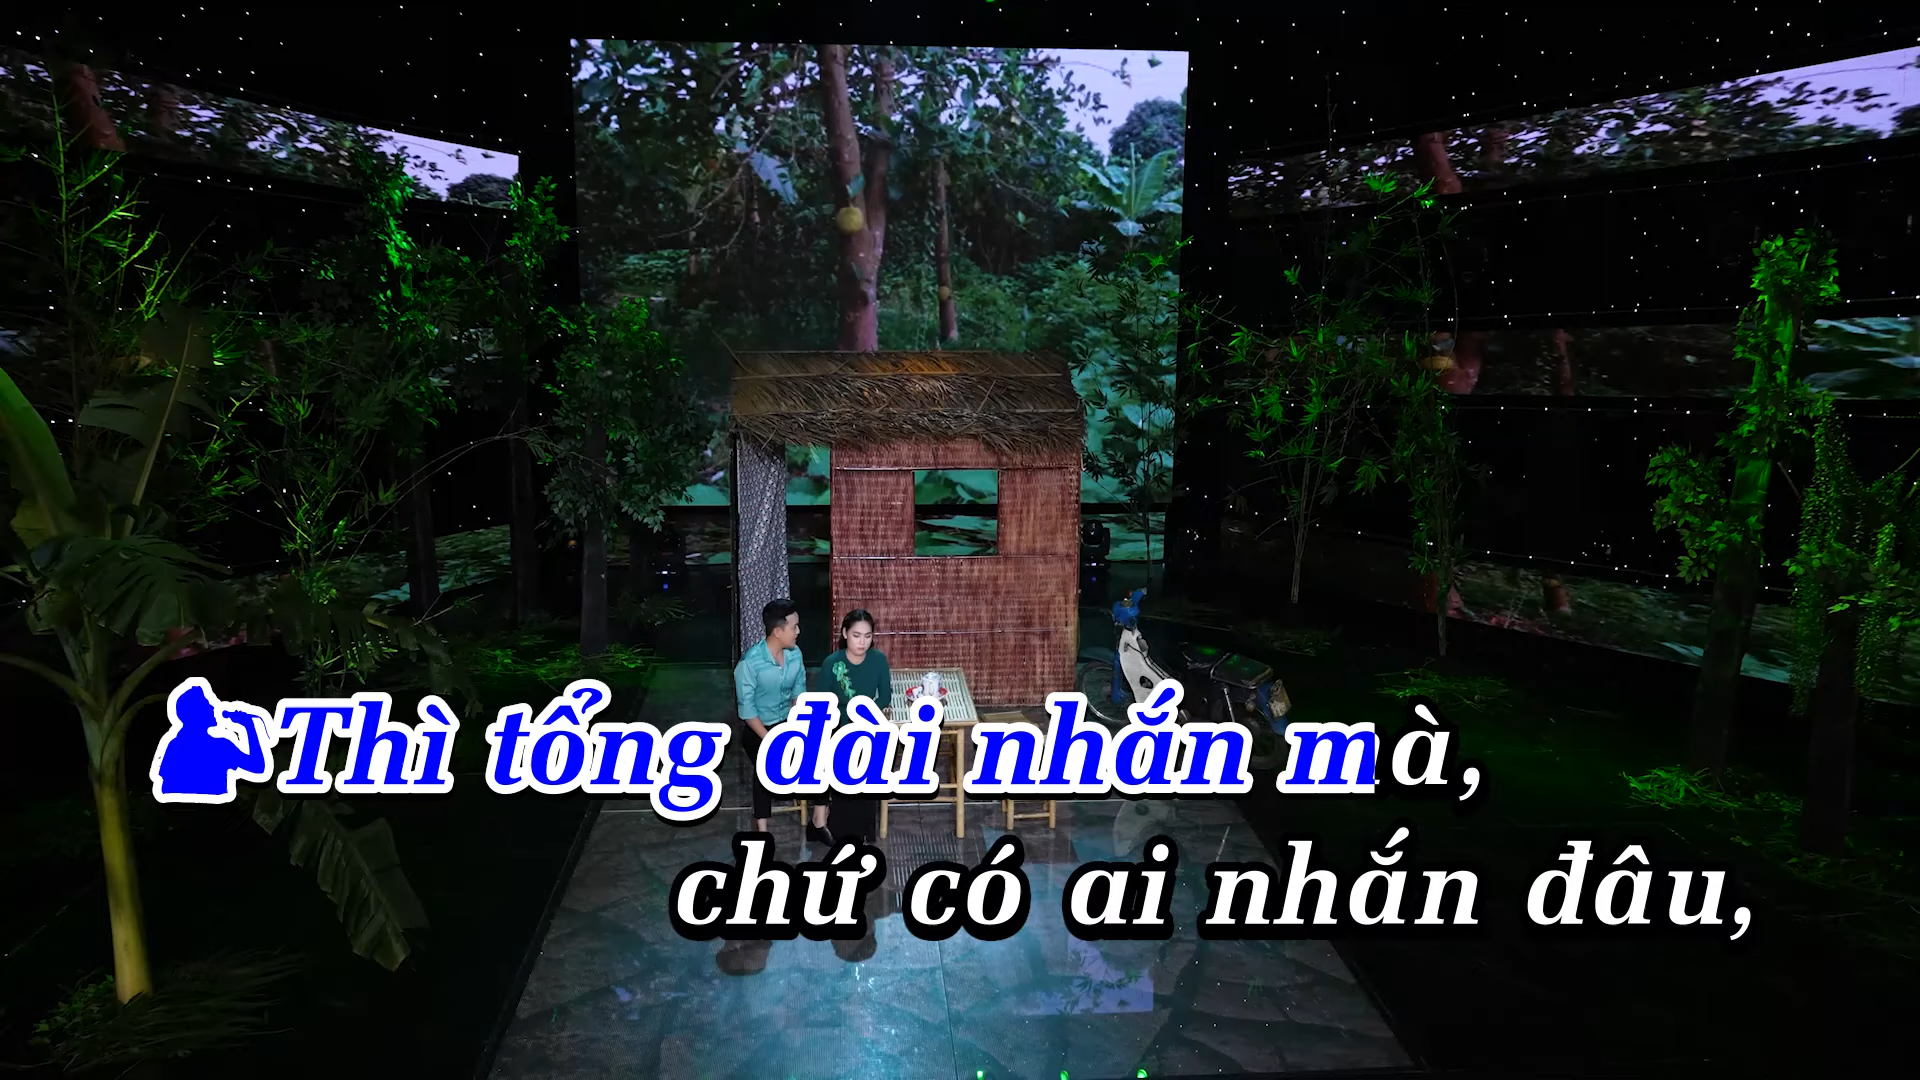 Thì tổng đài nhắn mà,
chứ có ai nhắn đâu,